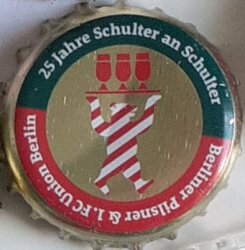 25 Jahre Schulter an Schulter
Berliner Pilsner & 1. FC Union Berlin